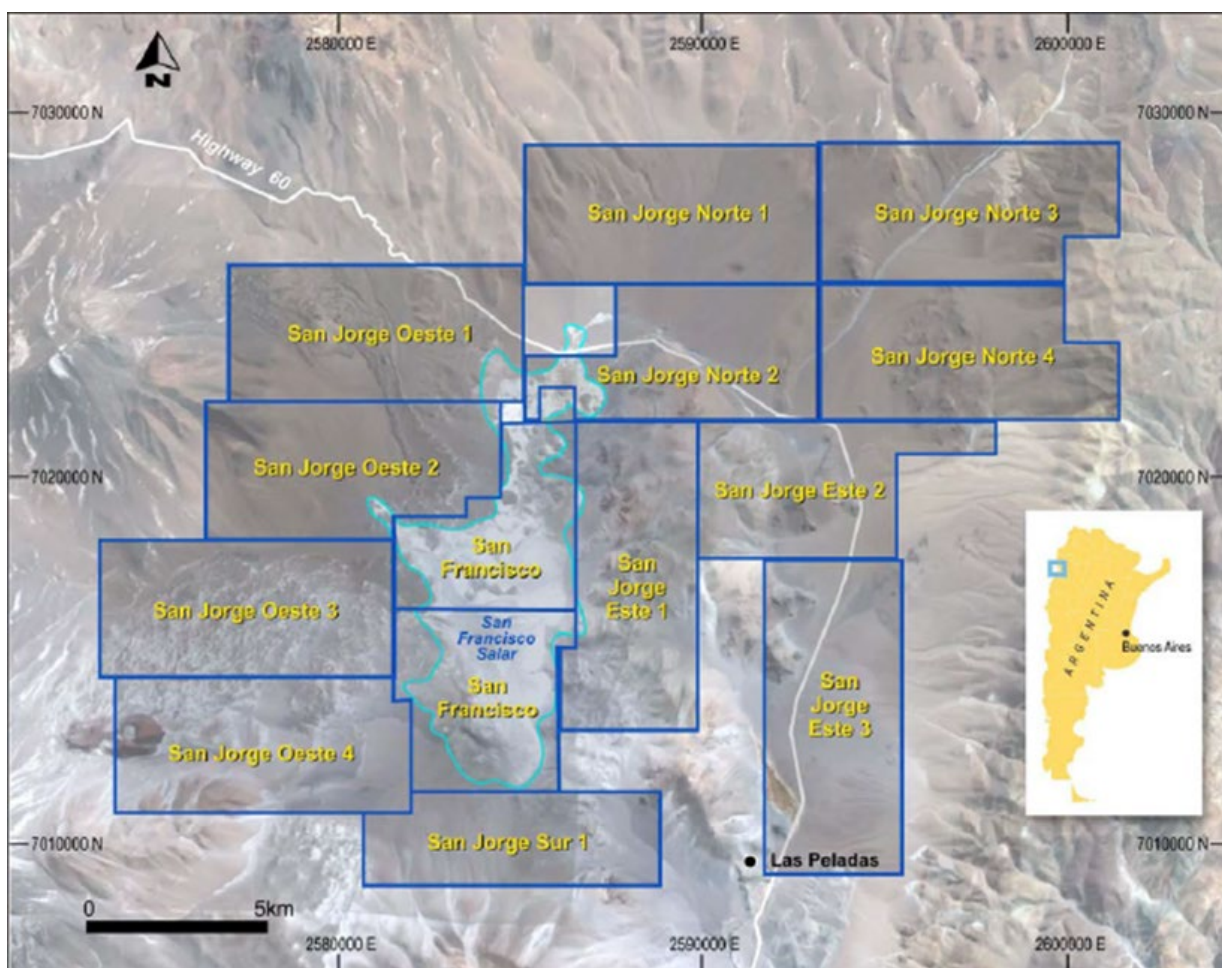 2580000 E
2590000 E
2600000 E
N
7030000 N
7030000 N
Highway 60
San Jorge Norte 1
San Jorge Norte 3
San Jorge Oeste 1
San Jorge Norte 4
San Jorge Norte 2
7020000 N
7020000 N
San Jorge Oeste 2
San Jorge Este 2
San
Francisco
San
Jorge
Este 1
San Jorge Oeste 3
San
Francisco
Salar
ARGENTINA
Buenos Aires
San
Francisco
San
Jorge
Este 3
San Jorge Oeste 4
San Jorge Sur 1
7010000 N
7010000 N
Las Peladas
0
5km
2580000 E
2590000 E
2600000 E